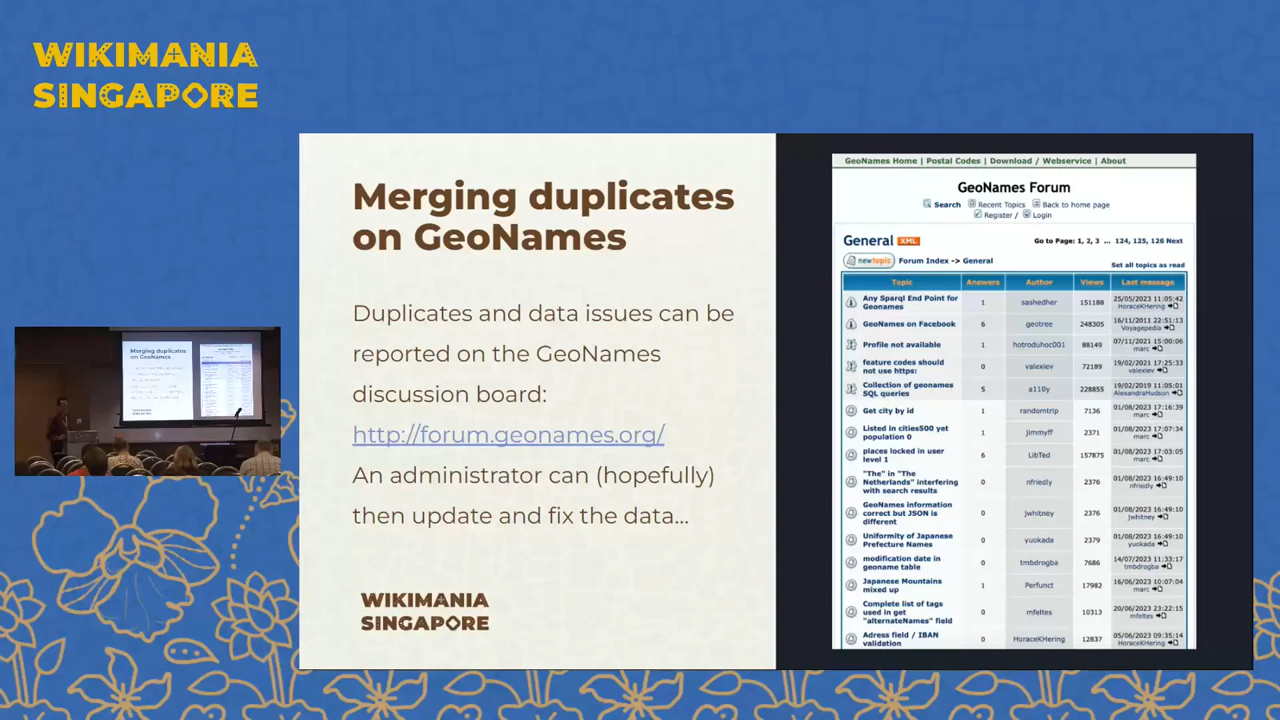 WIKIMANIA
SINGAPORE
Merging duplicates
on GeoNames
Duplicates and data issues can be
reported on the GeoNames
discussion board:
http://forum.geonames.org/
An administrator can (hopefully)
then update and fix the data...
WIKIMANIA
SINGAPORE
Merging duplicates
on GeoNames
GeoNames Home | Postal Codes | Download / Webservice | About
GeoNames Forum
Search Recent Topics Back to home page
Register / Login
General XML
Go to Page: 1, 2, 3 ... 124, 125, 126 Next
newtopic Forum Index -> General
Set all topics as read
Topic Answers Author Views Last message
Any Sparql End Point for
Geonames
1 sashedher 151188
25/05/2023 11:05:42
HoraceKHering
GeoNames on Facebook 6 geotree 248305
16/11/2011 22:51:13
Voyagepedia
Profile not available 1 hotroduhoc001 88149
07/11/2021 15:00:06
marc
feature codes should
not use https:
0 valexiev 72189
19/02/2021 17:25:33
valexiev
Collection of geonames
SQL queries
5 a110y 228855
19/02/2019 11:05:01
AlexandraHudson
Get city by id 1 randomtrip 7136
01/08/2023 17:16:39
marc
Listed in cities500 yet
population 0
1 jimmyff 2371
01/08/2023 17:07:34
marc
places locked in user
level 1
6 LibTed 157875
01/08/2023 17:03:05
marc
"The" in "The
Netherlands" interfering
with search results
0 nfriedly 2376
01/08/2023 16:49:10
nfriedly
GeoNames information
correct but JSON is
different
0 jwhitney 2376
01/08/2023 16:49:10
jwhitney
Uniformity of Japanese
Prefecture Names
0 yuokada 2379
01/08/2023 16:49:10
yuokada
modification date in
geoname table
0 tmbdrogba 7686
14/07/2023 11:33:17
tmbdrogba
Japanese Mountains
mixed up
1 Perfunct 17982
16/06/2023 10:07:04
marc
Complete list of tags
used in get
"alternateNames" field
0 mfeltes 10313
20/06/2023 23:22:15
mfeltes
Adress field / IBAN
validation
0 HoraceKHering 12837
05/06/2023 09:35:14
HoraceKHering